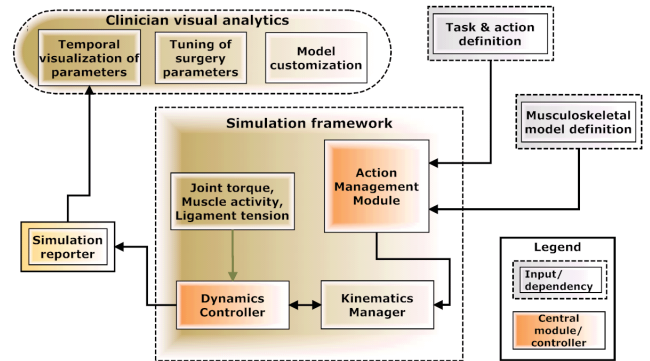 Clinician visual analytics
Temporal
visualization of
parameters
Tuning of
surgery
parameters
Model
customization
Task & action
definition
Musculoskeletal
model definition
Simulation framework
Action
Management
Module
Joint torque,
Muscle activity,
Ligament tension
Simulation
reporter
Dynamics
Controller
Kinematics
Manager
Legend
Input/
dependency
Central
module/
controller